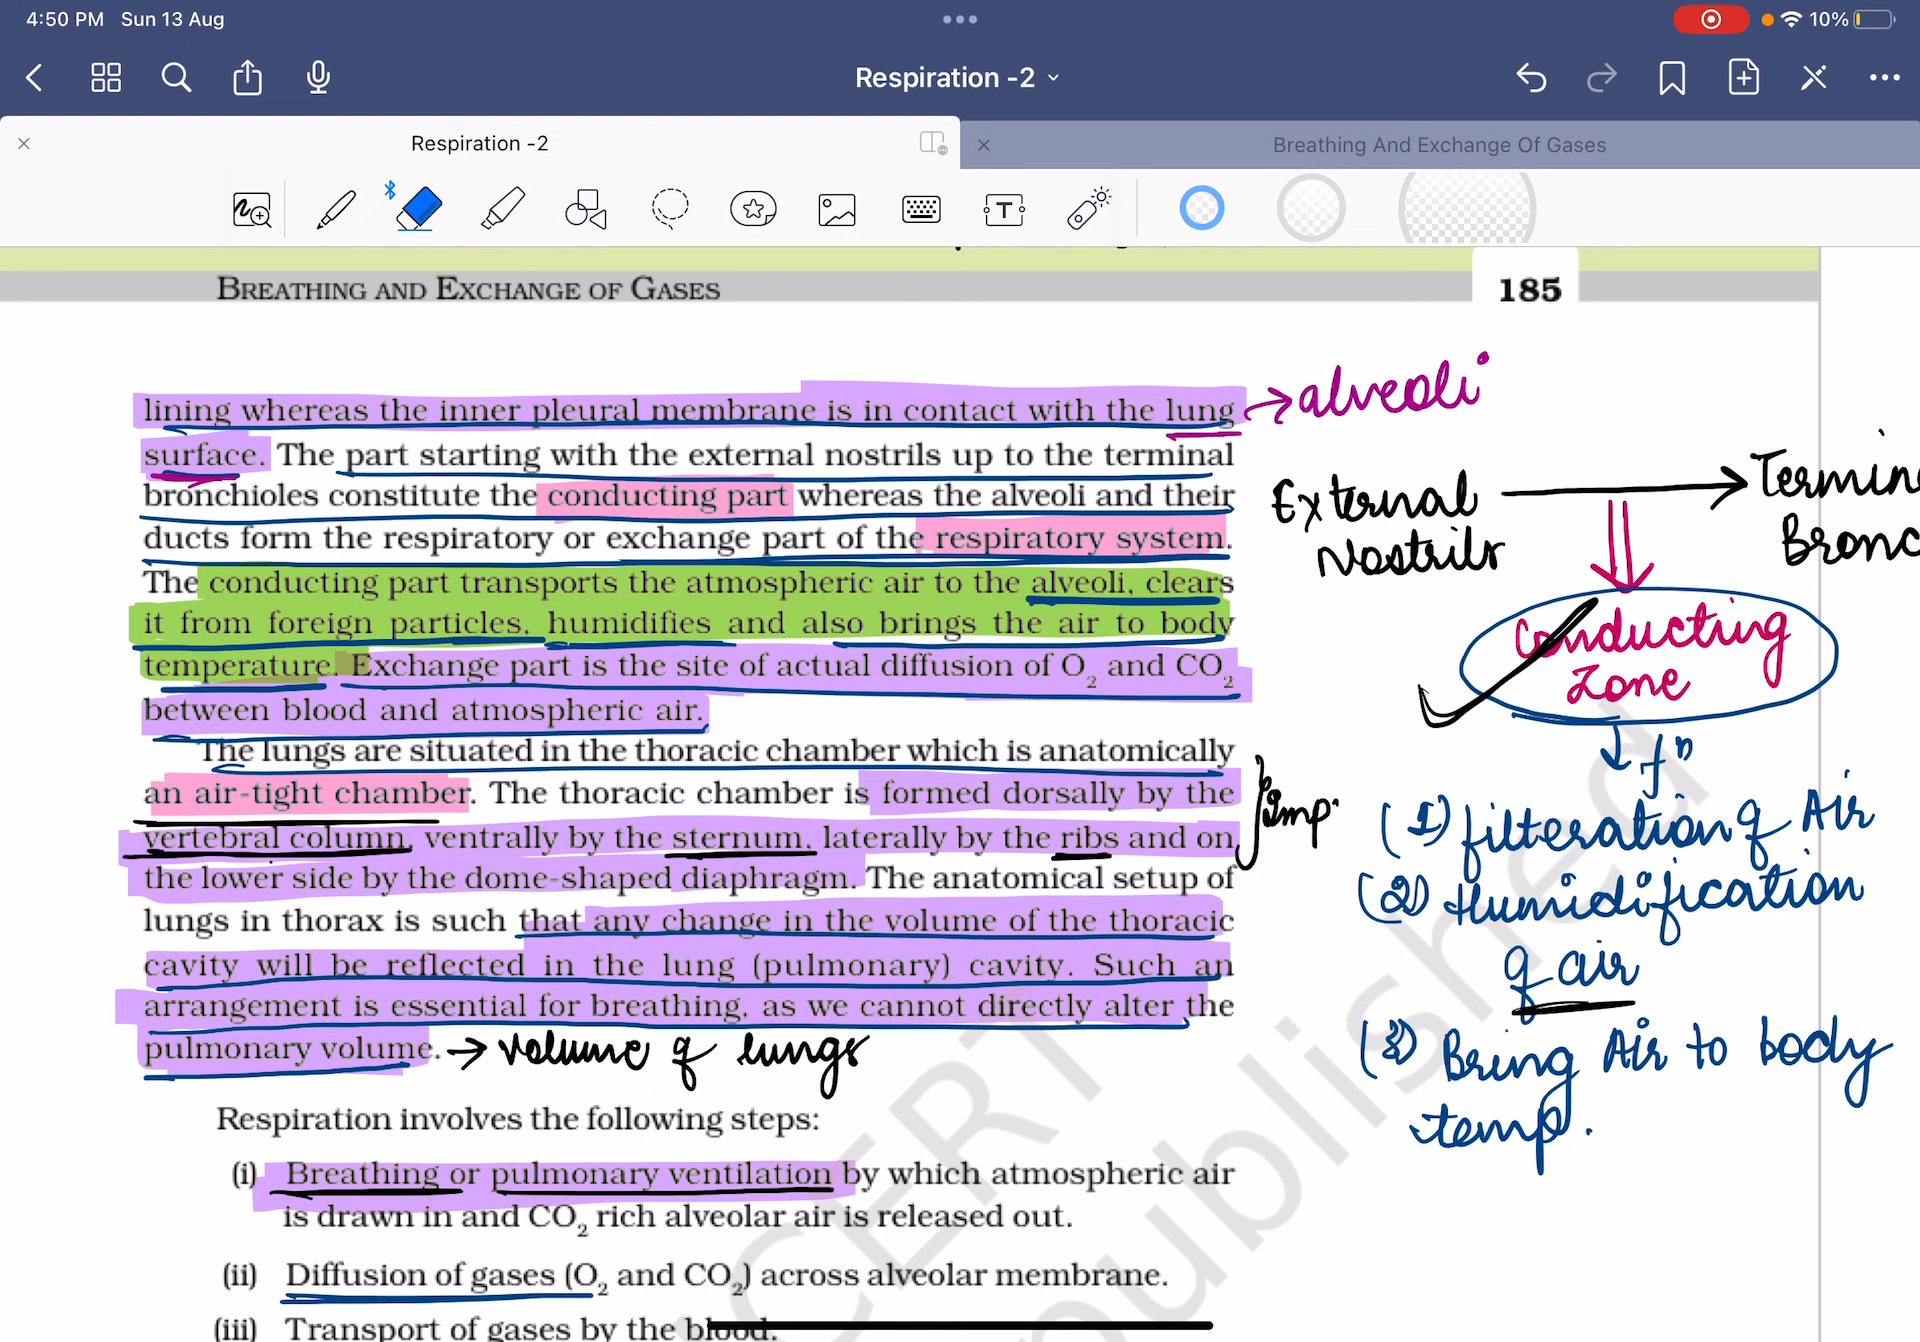 4:50 PM Sun 13 Aug
10%
Respiration -2
Respiration -2
Breathing And Exchange Of Gases
BREATHING AND EXCHANGE OF GASES 185
lining whereas the inner pleural membrane is in contact with the lung → alveoli
surface. The part starting with the external nostrils up to the terminal
bronchioles constitute the conducting part whereas the alveoli and their
ducts form the respiratory or exchange part of the respiratory system.
The conducting part transports the atmospheric air to the alveoli, clears
it from foreign particles, humidifies and also brings the air to body
temperature. Exchange part is the site of actual diffusion of O₂ and CO₂
between blood and atmospheric air.
The lungs are situated in the thoracic chamber which is anatomically
an air-tight chamber. The thoracic chamber is formed dorsally by the
vertebral column, ventrally by the sternum, laterally by the ribs and on
the lower side by the dome-shaped diaphragm. The anatomical setup of
lungs in thorax is such that any change in the volume of the thoracic
cavity will be reflected in the lung (pulmonary) cavity. Such an
arrangement is essential for breathing, as we cannot directly alter the
pulmonary volume. → volume of lungs
Respiration involves the following steps:
(i) Breathing or pulmonary ventilation by which atmospheric air
is drawn in and CO₂ rich alveolar air is released out.
(ii) Diffusion of gases (O₂ and CO₂) across alveolar membrane.
(iii) Transport of gases by the blood.
External → Termin
Nostrils Bronc
Conducting
Zone
↓ fⁿ
imp.
(1) filteration of Air
(2) Humidification
of air
(3) Bring Air to body
temp.